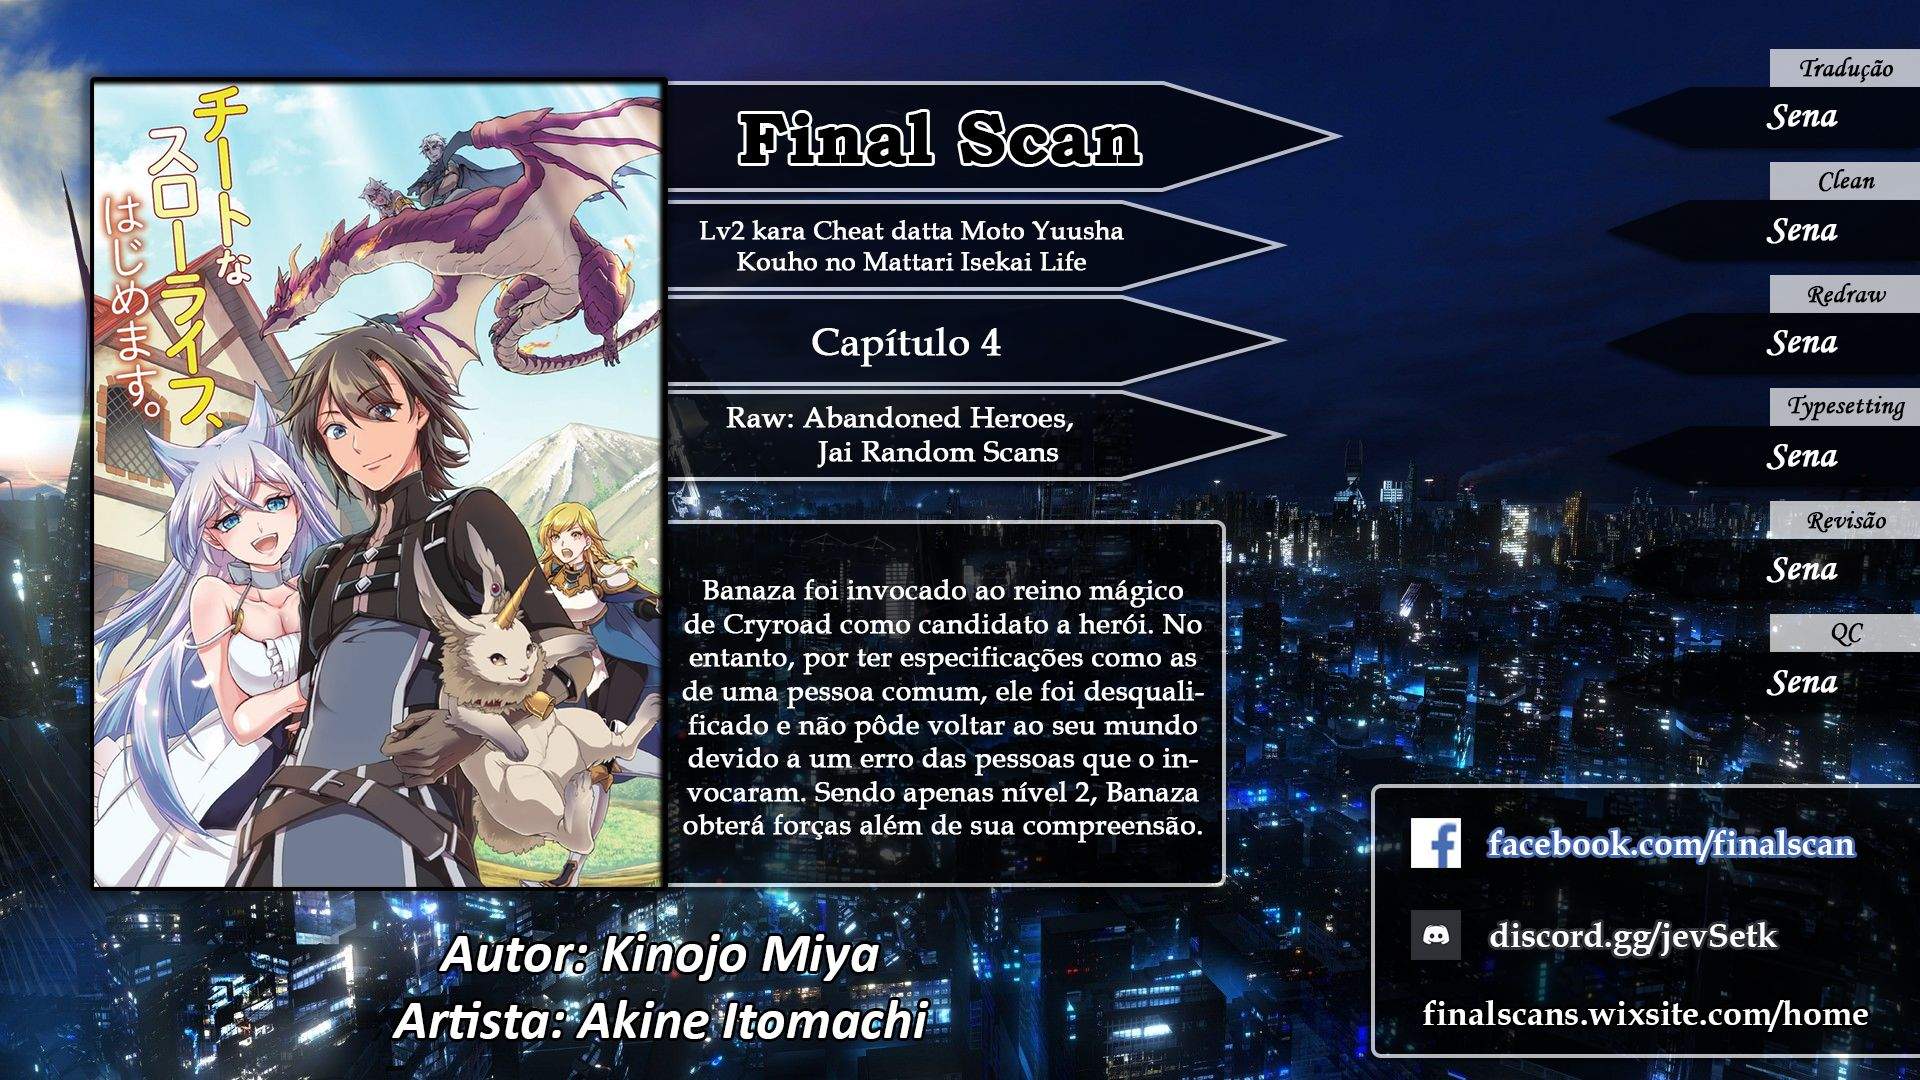 チートな
スローライフ、
はじめます。
Final Scan
Lv2 kara Cheat datta Moto Yuusha
Kouho no Mattari Isekai Life
Capítulo 4
Raw: Abandoned Heroes,
Jai Random Scans
Banaza foi invocado ao reino mágico
de Cryroad como candidato a herói. No
entanto, por ter especificações como as
de uma pessoa comum, ele foi desquali-
ficado e não pôde voltar ao seu mundo
devido a um erro das pessoas que o in-
vocaram. Sendo apenas nível 2, Banaza
obterá forças além de sua compreensão.
Autor: Kinojo Miya
Artista: Akine Itomachi
Tradução
Sena
Clean
Sena
Redraw
Sena
Typesetting
Sena
Revisão
Sena
QC
Sena
facebook.com/finalscan
discord.gg/jevSetk
finalscans.wixsite.com/home